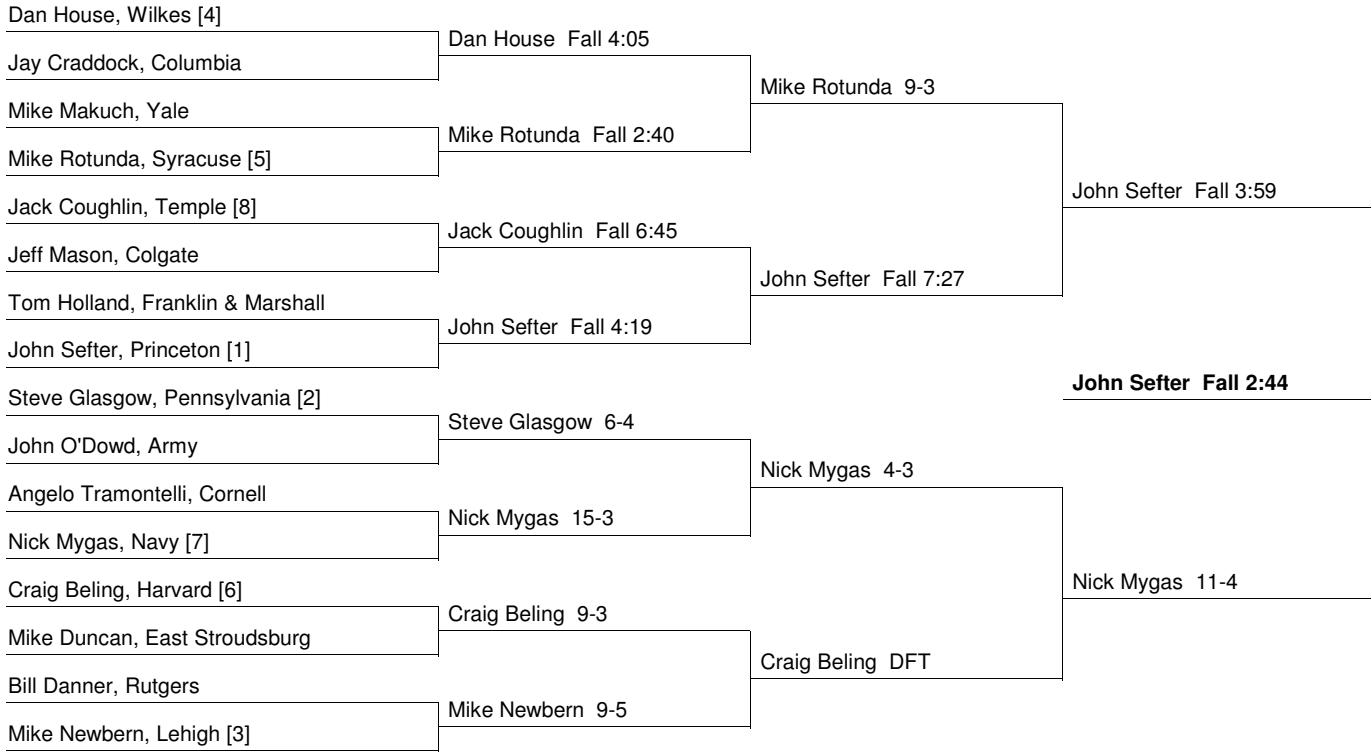 Dan House, Wilkes [4]
Jay Craddock, Columbia
Mike Makuch, Yale
Mike Rotunda, Syracuse [5]
Jack Coughlin, Temple [8]
Jeff Mason, Colgate
Tom Holland, Franklin & Marshall
John Sefter, Princeton [1]
Steve Glasgow, Pennsylvania [2]
John O'Dowd, Army
Angelo Tramontelli, Cornell
Nick Mygas, Navy [7]
Craig Beling, Harvard [6]
Mike Duncan, East Stroudsburg
Bill Danner, Rutgers
Mike Newbern, Lehigh [3]
Dan House Fall 4:05
Mike Rotunda Fall 2:40
Jack Coughlin Fall 6:45
John Sefter Fall 4:19
Steve Glasgow 6-4
Nick Mygas 15-3
Craig Beling 9-3
Mike Newbern 9-5
Mike Rotunda 9-3
John Sefter Fall 7:27
Nick Mygas 4-3
Craig Beling DFT
John Sefter Fall 3:59
Nick Mygas 11-4
John Sefter Fall 2:44